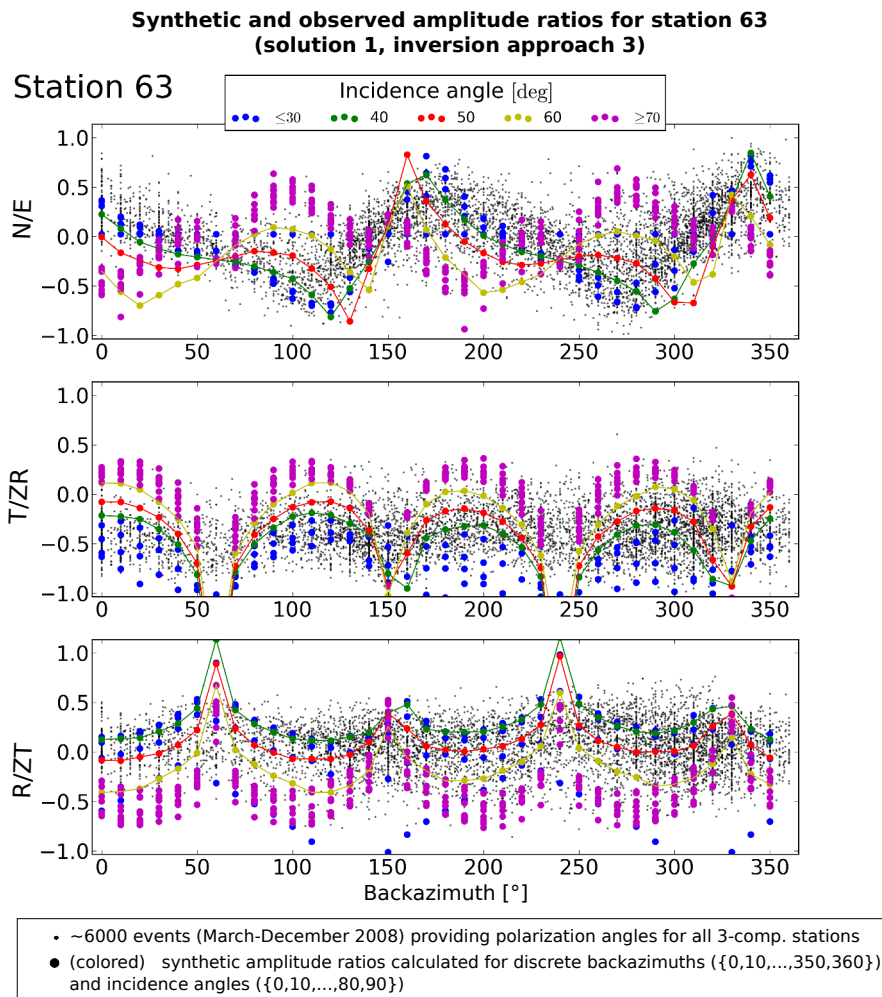 Synthetic and observed amplitude ratios for station 63
(solution 1, inversion approach 3)
Station 63
Incidence angle [deg]
≤30 40 50 60 ≥70
N/E
1.0
0.5
0.0
−0.5
−1.0
0 50 100 150 200 250 300 350
T/ZR
1.0
0.5
0.0
−0.5
−1.0
0 50 100 150 200 250 300 350
R/ZT
1.0
0.5
0.0
−0.5
−1.0
0 50 100 150 200 250 300 350
Backazimuth [°]
~6000 events (March-December 2008) providing polarization angles for all 3-comp. stations
(colored) synthetic amplitude ratios calculated for discrete backazimuths ({0,10,...,350,360})
and incidence angles ({0,10,...,80,90})